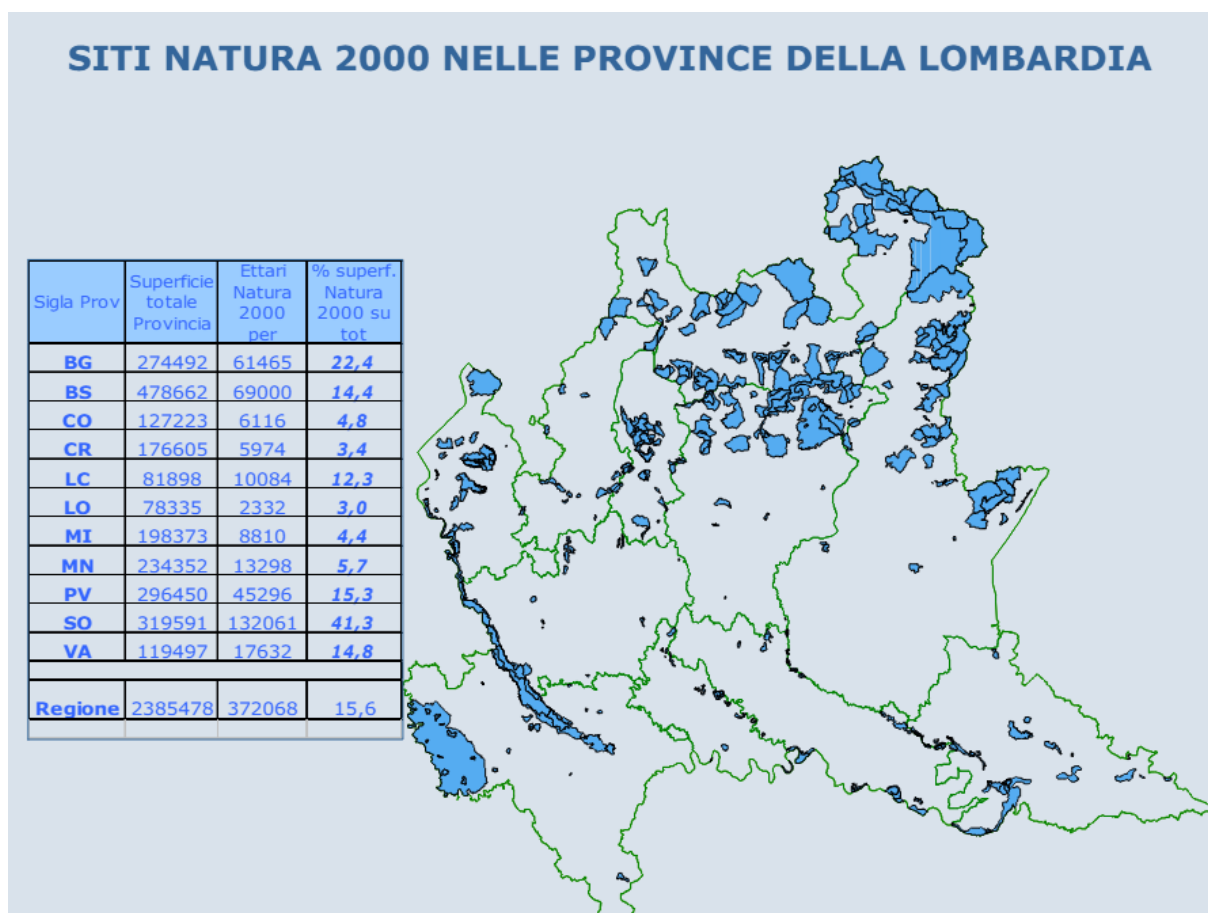 SITI NATURA 2000 NELLE PROVINCE DELLA LOMBARDIA
Sigla Prov Superficie totale Provincia Ettari Natura 2000 per % superf. Natura 2000 su tot
BG 274492 61465 22,4
BS 478662 69000 14,4
CO 127223 6116 4,8
CR 176605 5974 3,4
LC 81898 10084 12,3
LO 78335 2332 3,0
MI 198373 8810 4,4
MN 234352 13298 5,7
PV 296450 45296 15,3
SO 319591 132061 41,3
VA 119497 17632 14,8
Regione 2385478 372068 15,6